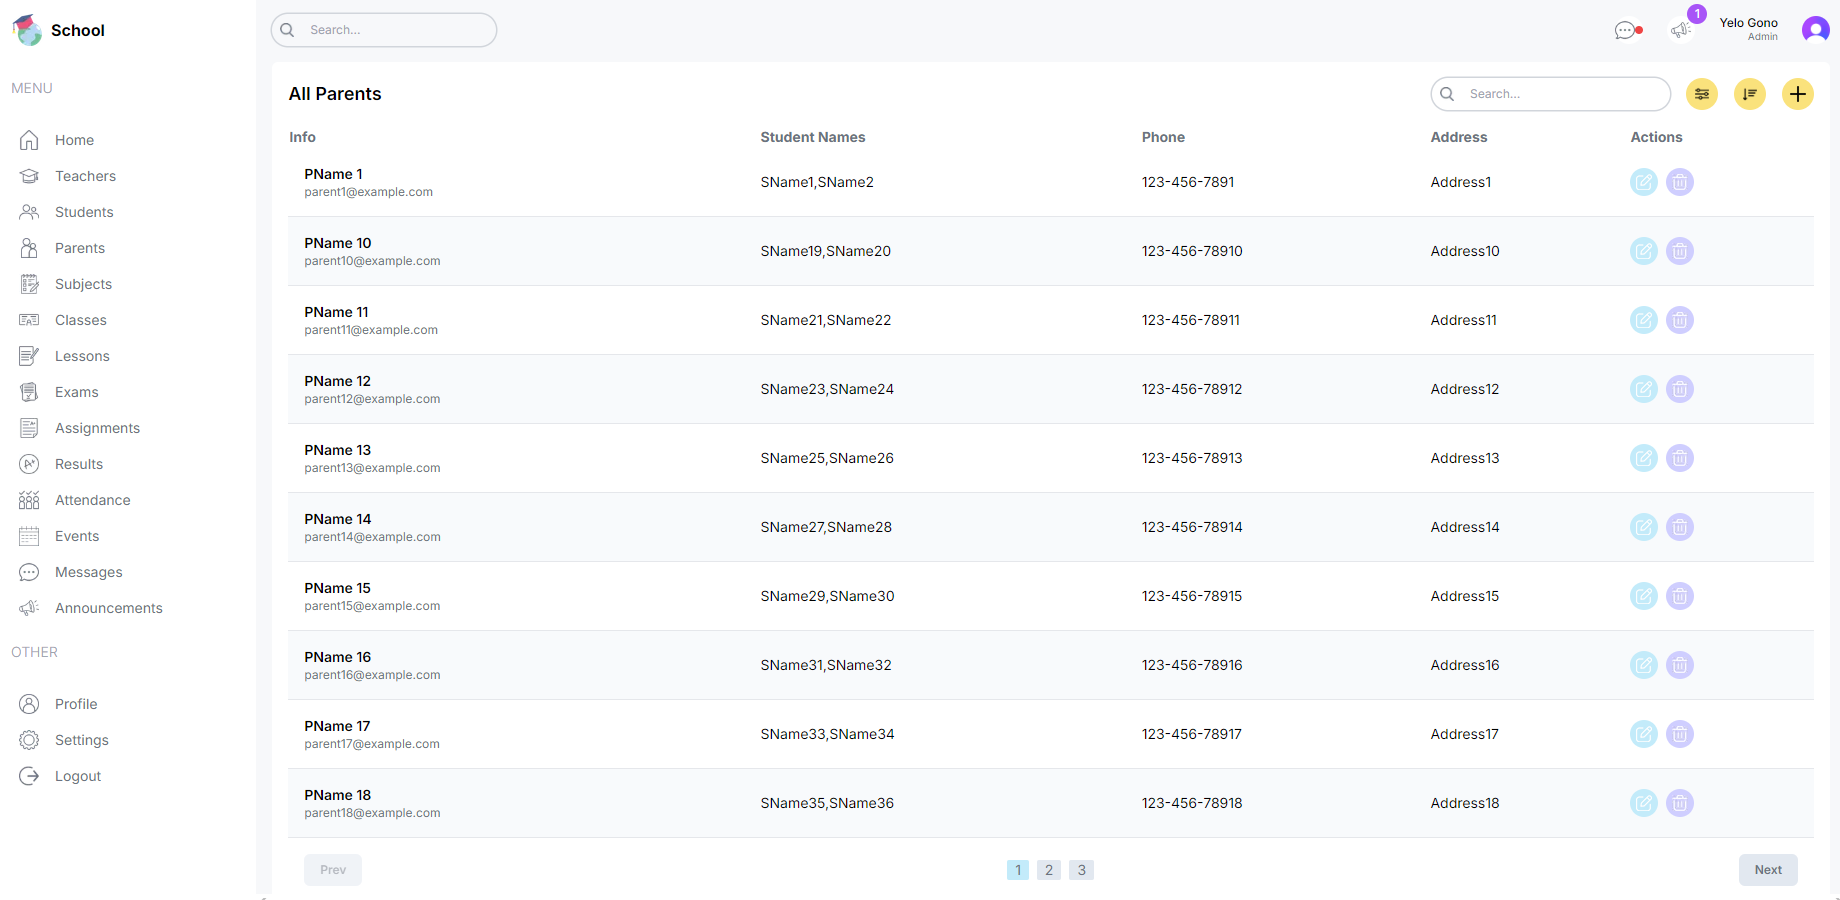 School
Search...
1
Yelo Gono
Admin
MENU
Home
Teachers
Students
Parents
Subjects
Classes
Lessons
Exams
Assignments
Results
Attendance
Events
Messages
Announcements
OTHER
Profile
Settings
Logout
All Parents
Search...
Info Student Names Phone Address Actions
PName 1
parent1@example.com
SName1,SName2 123-456-7891 Address1
PName 10
parent10@example.com
SName19,SName20 123-456-78910 Address10
PName 11
parent11@example.com
SName21,SName22 123-456-78911 Address11
PName 12
parent12@example.com
SName23,SName24 123-456-78912 Address12
PName 13
parent13@example.com
SName25,SName26 123-456-78913 Address13
PName 14
parent14@example.com
SName27,SName28 123-456-78914 Address14
PName 15
parent15@example.com
SName29,SName30 123-456-78915 Address15
PName 16
parent16@example.com
SName31,SName32 123-456-78916 Address16
PName 17
parent17@example.com
SName33,SName34 123-456-78917 Address17
PName 18
parent18@example.com
SName35,SName36 123-456-78918 Address18
Prev 1 2 3 Next